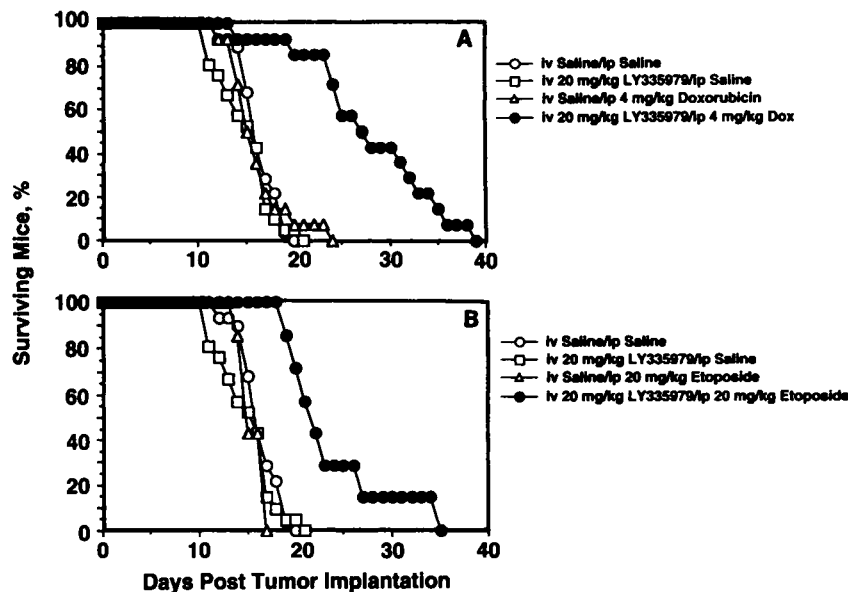 Surviving Mice, %
A
100
80
60
40
20
0
0
10
20
30
40
iv Saline/ip Saline
iv 20 mg/kg LY335979/ip Saline
iv Saline/ip 4 mg/kg Doxorubicin
iv 20 mg/kg LY335979/ip 4 mg/kg Dox
B
100
80
60
40
20
0
0
10
20
30
40
iv Saline/ip Saline
iv 20 mg/kg LY335979/ip Saline
iv Saline/ip 20 mg/kg Etoposide
iv 20 mg/kg LY335979/ip 20 mg/kg Etoposide
Days Post Tumor Implantation